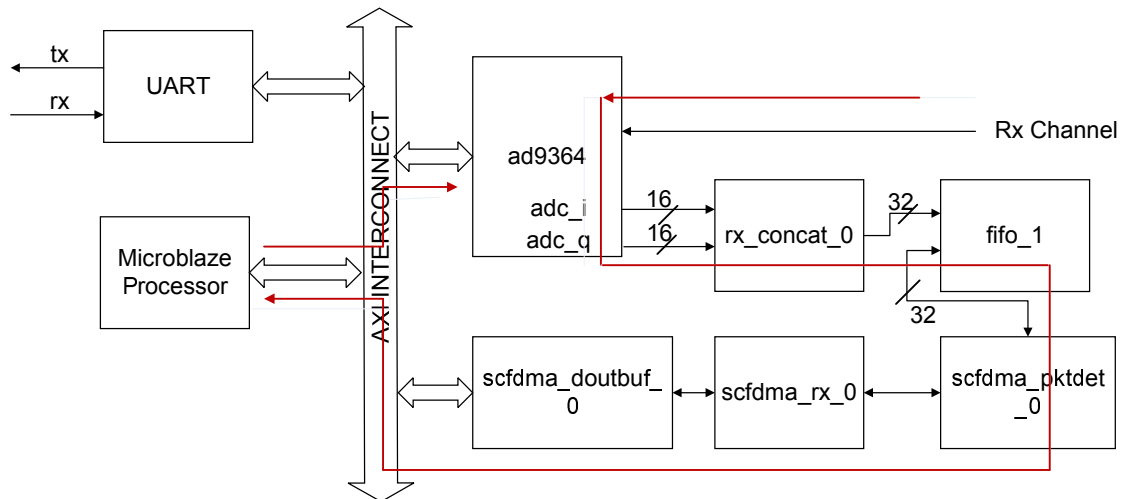 tx
rx
UART
AXI INTERCONNECT
ad9364
adc_i
adc_q
Rx Channel
16
16
rx_concat_0
32
fifo_1
32
Microblaze
Processor
scfdma_doutbuf_
0
scfdma_rx_0
scfdma_pktdet
_0